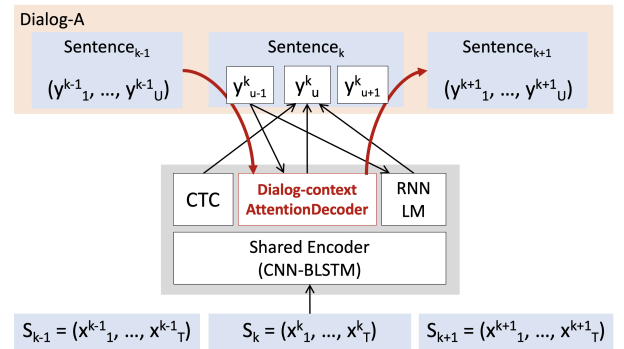 Dialog-A
Sentence_{k-1} Sentence_k Sentence_{k+1}
(y^{k-1}_1, ..., y^{k-1}_U) y^k_{u-1} y^k_u y^k_{u+1} (y^{k+1}_1, ..., y^{k+1}_U)
CTC Dialog-context AttentionDecoder RNN LM
Shared Encoder
(CNN-BLSTM)
S_{k-1} = (x^{k-1}_1, ..., x^{k-1}_T) S_k = (x^k_1, ..., x^k_T) S_{k+1} = (x^{k+1}_1, ..., x^{k+1}_T)